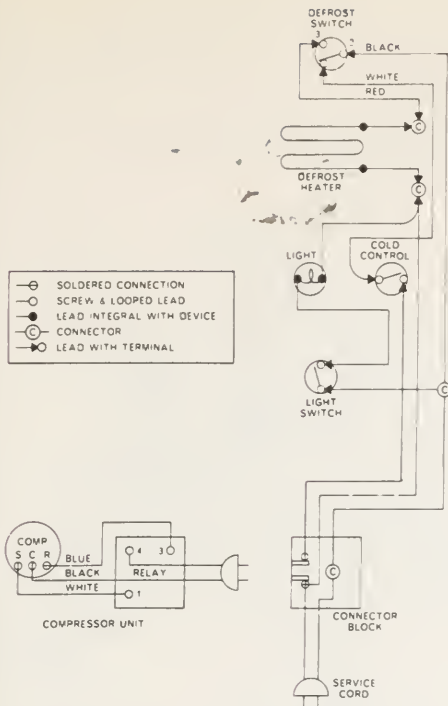 DEFROST
SWITCH
3
2
BLACK
WHITE
RED
C
DEFROST
HEATER
C
LIGHT
COLD
CONTROL
SOLDERED CONNECTION
SCREW & LOOPED LEAD
LEAD INTEGRAL WITH DEVICE
C CONNECTOR
LEAD WITH TERMINAL
LIGHT
SWITCH
C
COMP
S C R
BLUE
BLACK
WHITE
4 3
RELAY
1
COMPRESSOR UNIT
C
CONNECTOR
BLOCK
SERVICE
CORD